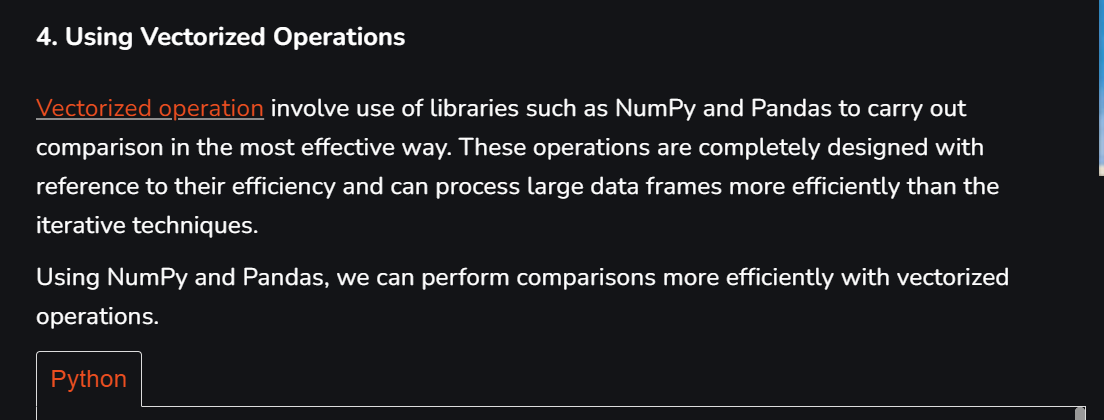 4. Using Vectorized Operations
Vectorized operation involve use of libraries such as NumPy and Pandas to carry out
comparison in the most effective way. These operations are completely designed with
reference to their efficiency and can process large data frames more efficiently than the
iterative techniques.
Using NumPy and Pandas, we can perform comparisons more efficiently with vectorized
operations.
Python